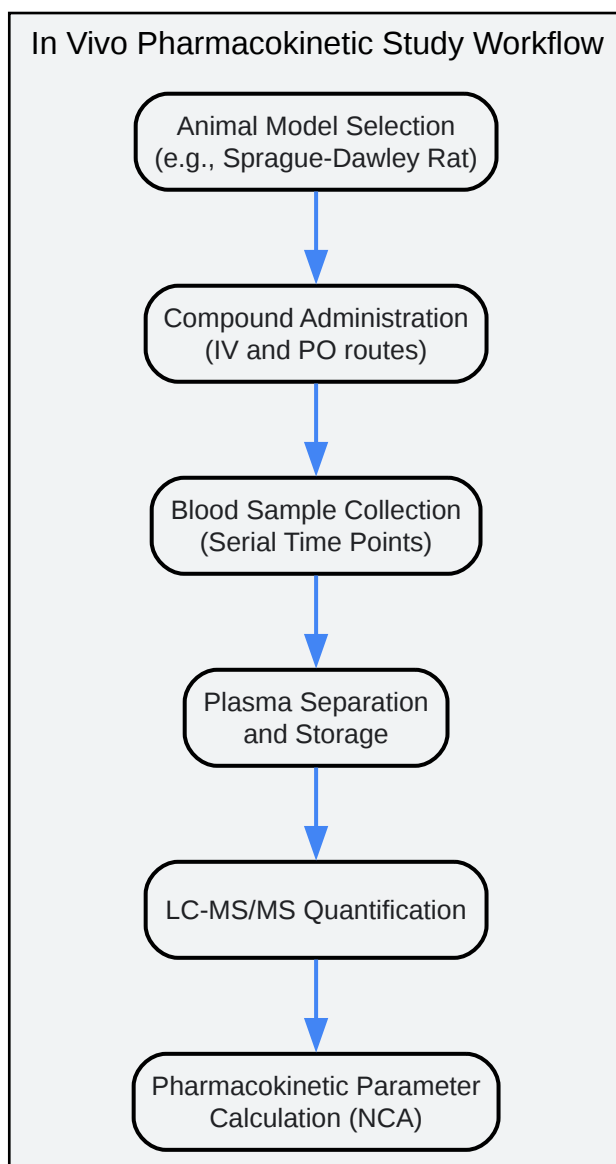 In Vivo Pharmacokinetic Study Workflow
Animal Model Selection
(e.g., Sprague-Dawley Rat)
Compound Administration
(IV and PO routes)
Blood Sample Collection
(Serial Time Points)
Plasma Separation
and Storage
LC-MS/MS Quantification
Pharmacokinetic Parameter
Calculation (NCA)